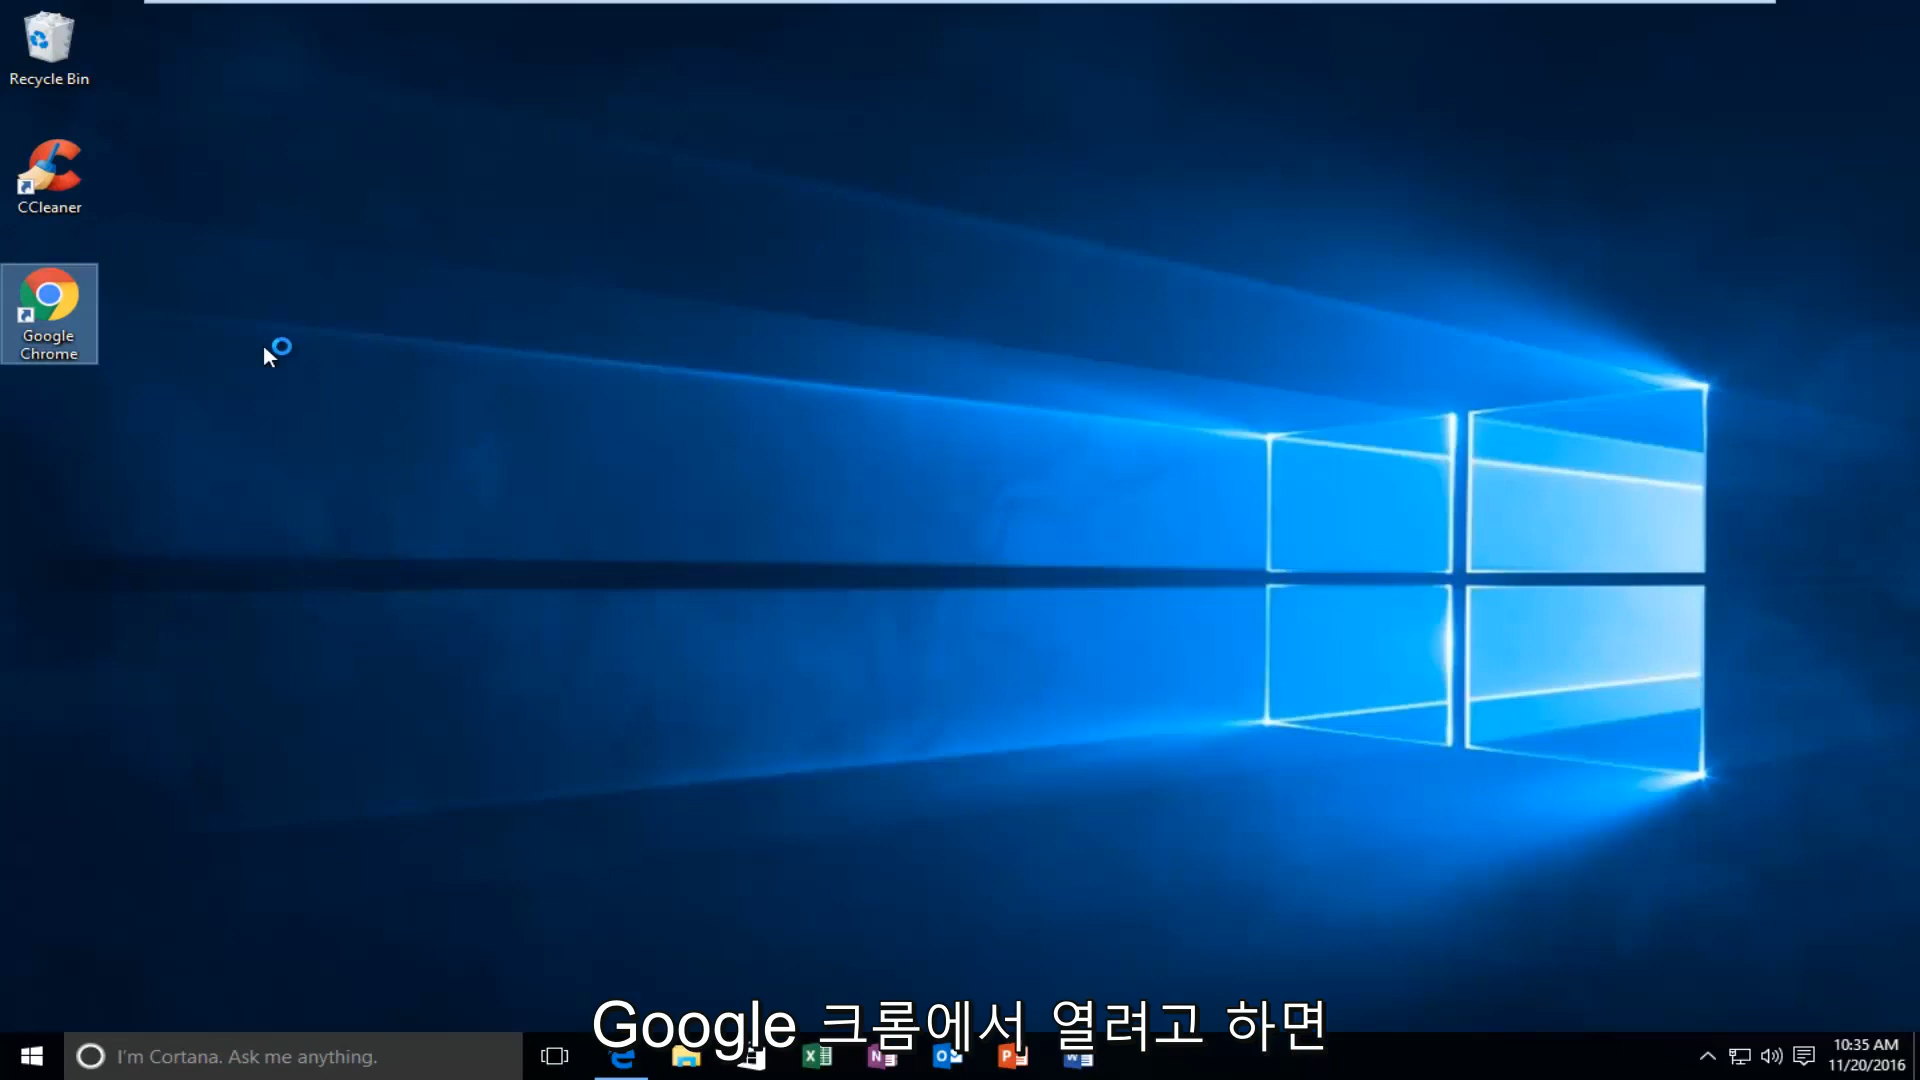 Recycle Bin
CCleaner
Google
Chrome
Google 크롬에서 열려고 하면
I'm Cortana. Ask me anything.
10:35 AM
11/20/2016